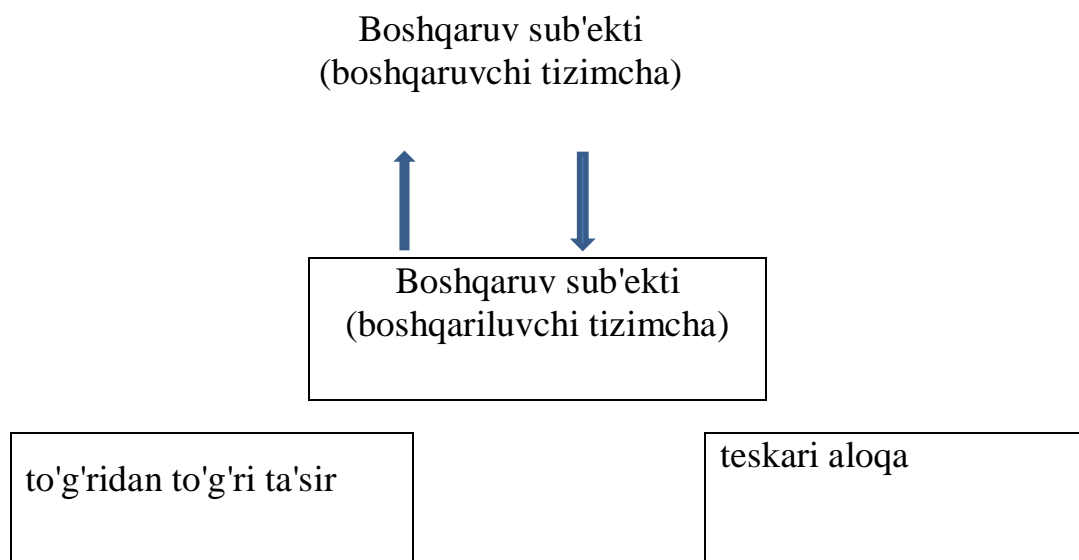 Boshqaruv sub'ekti
(boshqaruvchi tizimcha)
Boshqaruv sub'ekti
(boshqariluvchi tizimcha)
to'g'ridan to'g'ri ta'sir
teskari aloqa